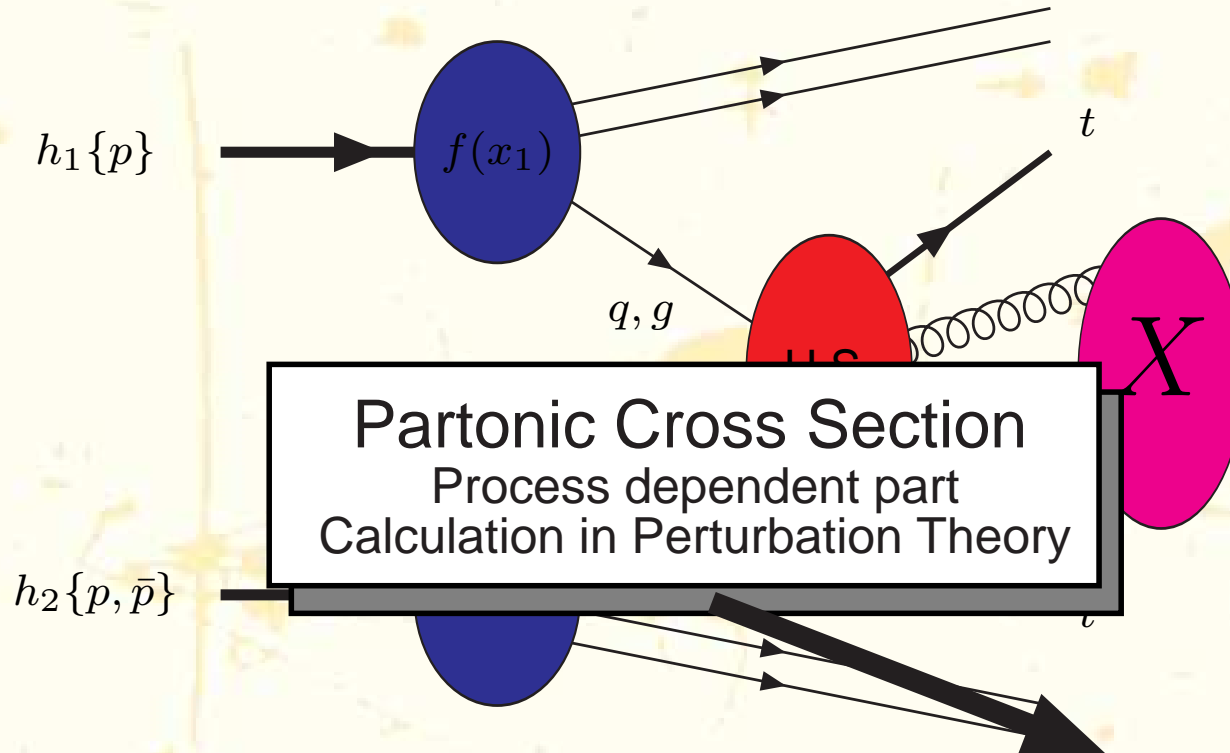 t
h₁{p}
f(x₁)
q, g
X
Partonic Cross Section
Process dependent part
Calculation in Perturbation Theory
h₂{p, p̄}